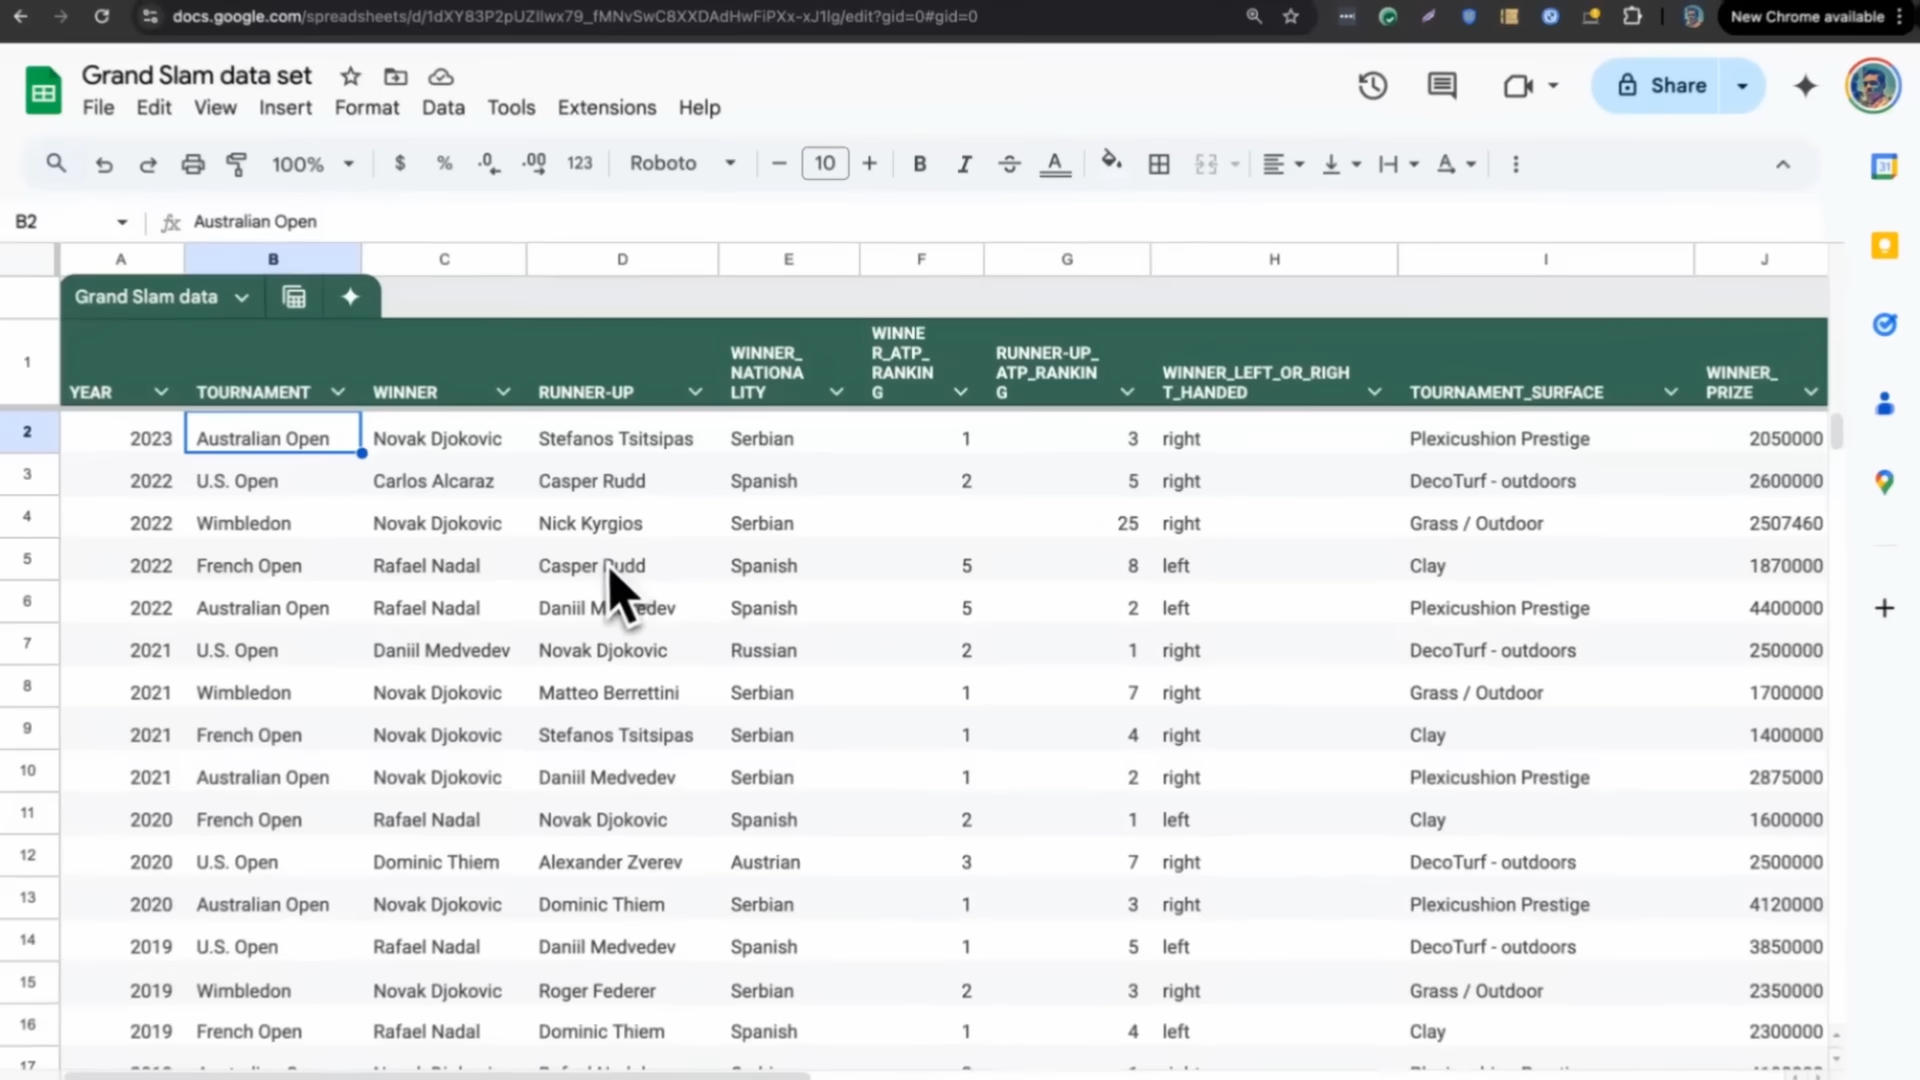 docs.google.com/spreadsheets/d/1dXY83P2pUZIlwx79_fMNvSwC8XXDAdHwFiPXx-xJ1lg/edit?gid=0#gid=0
New Chrome available
Grand Slam data set
File Edit View Insert Format Data Tools Extensions Help
Share
100% $ % .0 .00 123 Roboto 10 B I A
B2 fx Australian Open
A B C D E F G H I J
Grand Slam data
1 YEAR TOURNAMENT WINNER RUNNER-UP WINNER_NATIONALITY WINNER_ATP_RANKING RUNNER-UP_ATP_RANKING WINNER_LEFT_OR_RIGHT_HANDED TOURNAMENT_SURFACE WINNER_PRIZE
2 2023 Australian Open Novak Djokovic Stefanos Tsitsipas Serbian 1 3 right Plexicushion Prestige 2050000
3 2022 U.S. Open Carlos Alcaraz Casper Rudd Spanish 2 5 right DecoTurf - outdoors 2600000
4 2022 Wimbledon Novak Djokovic Nick Kyrgios Serbian 25 right Grass / Outdoor 2507460
5 2022 French Open Rafael Nadal Casper Rudd Spanish 5 8 left Clay 1870000
6 2022 Australian Open Rafael Nadal Daniil Medvedev Spanish 5 2 left Plexicushion Prestige 4400000
7 2021 U.S. Open Daniil Medvedev Novak Djokovic Russian 2 1 right DecoTurf - outdoors 2500000
8 2021 Wimbledon Novak Djokovic Matteo Berrettini Serbian 1 7 right Grass / Outdoor 1700000
9 2021 French Open Novak Djokovic Stefanos Tsitsipas Serbian 1 4 right Clay 1400000
10 2021 Australian Open Novak Djokovic Daniil Medvedev Serbian 1 2 right Plexicushion Prestige 2875000
11 2020 French Open Rafael Nadal Novak Djokovic Spanish 2 1 left Clay 1600000
12 2020 U.S. Open Dominic Thiem Alexander Zverev Austrian 3 7 right DecoTurf - outdoors 2500000
13 2020 Australian Open Novak Djokovic Dominic Thiem Serbian 1 3 right Plexicushion Prestige 4120000
14 2019 U.S. Open Rafael Nadal Daniil Medvedev Spanish 1 5 left DecoTurf - outdoors 3850000
15 2019 Wimbledon Novak Djokovic Roger Federer Serbian 2 3 right Grass / Outdoor 2350000
16 2019 French Open Rafael Nadal Dominic Thiem Spanish 1 4 left Clay 2300000
17